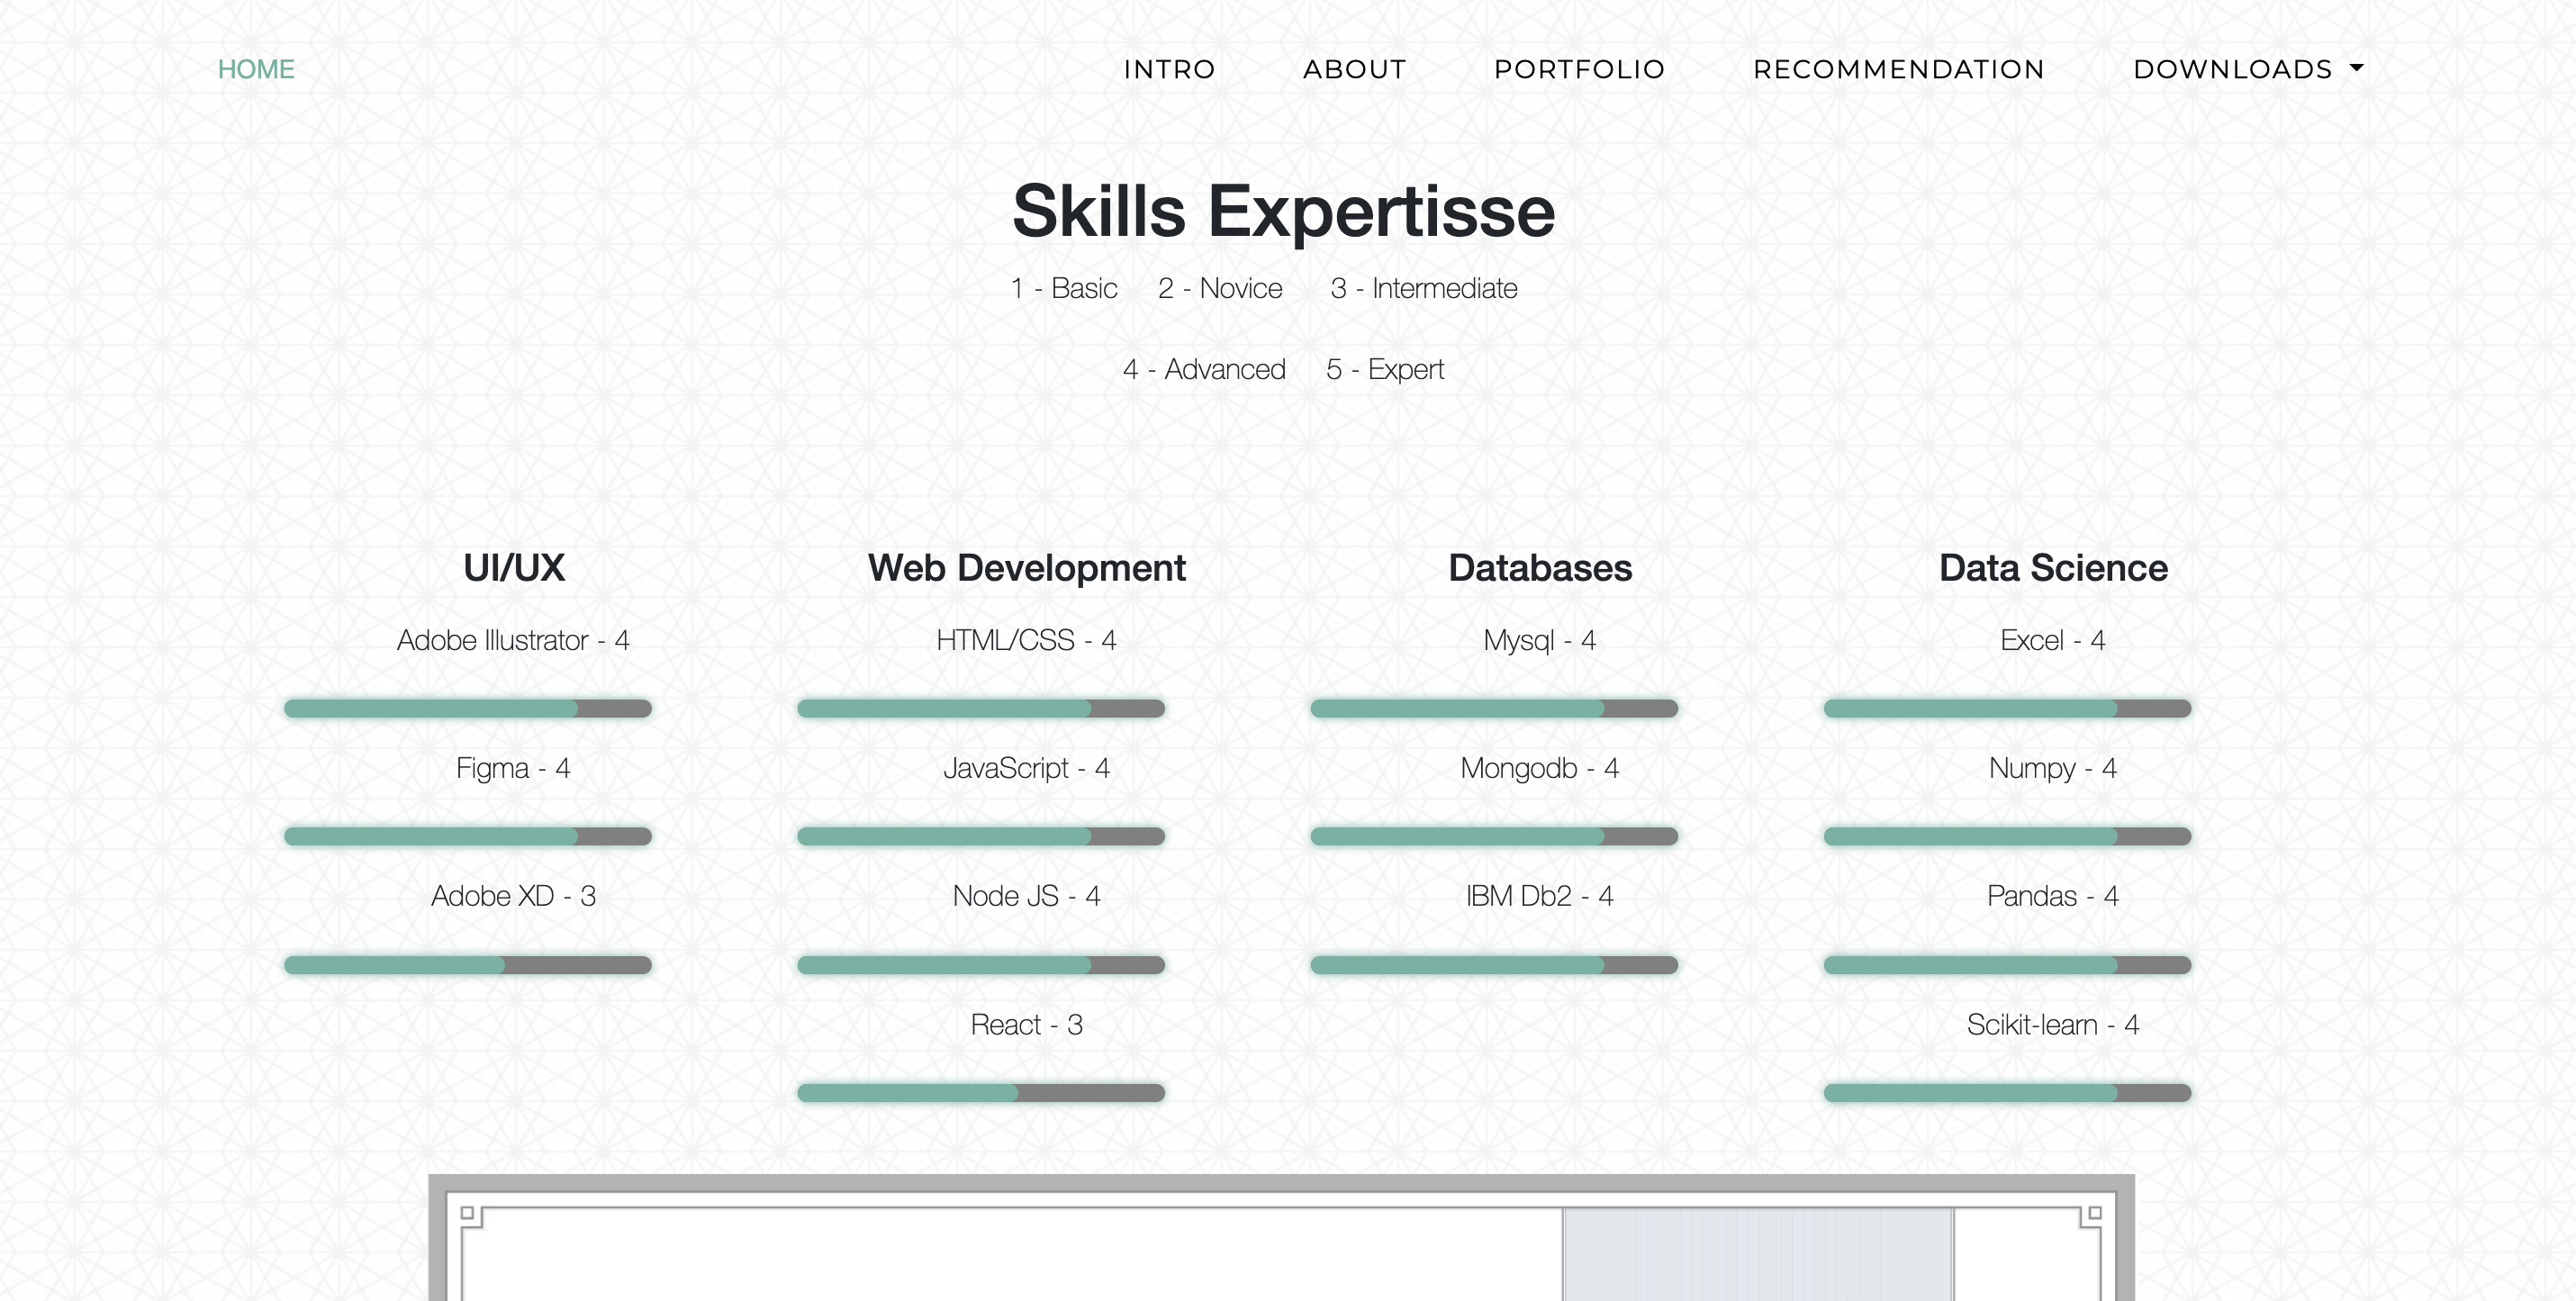 HOME INTRO ABOUT PORTFOLIO RECOMMENDATION DOWNLOADS
Skills Expertisse
1 - Basic 2 - Novice 3 - Intermediate
4 - Advanced 5 - Expert
UI/UX
Adobe Illustrator - 4
Figma - 4
Adobe XD - 3
Web Development
HTML/CSS - 4
JavaScript - 4
Node JS - 4
React - 3
Databases
Mysql - 4
Mongodb - 4
IBM Db2 - 4
Data Science
Excel - 4
Numpy - 4
Pandas - 4
Scikit-learn - 4